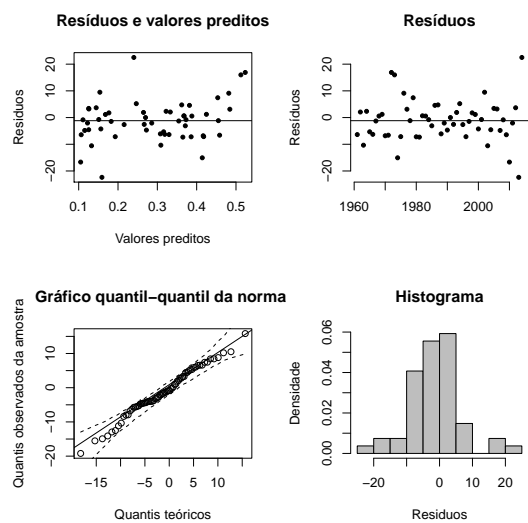 Resíduos e valores preditos
Resíduos
20
10
0
−20
0.1 0.2 0.3 0.4 0.5
Valores preditos
Resíduos
Resíduos
20
10
0
−20
1960 1980 2000
Gráfico quantil−quantil da norma
Quantis observados da amostra
10
0
−10
−20
−15 −5 0 5 10
Quantis teóricos
Histograma
Densidade
0.06
0.04
0.02
0.00
−20 0 10 20
Residuos